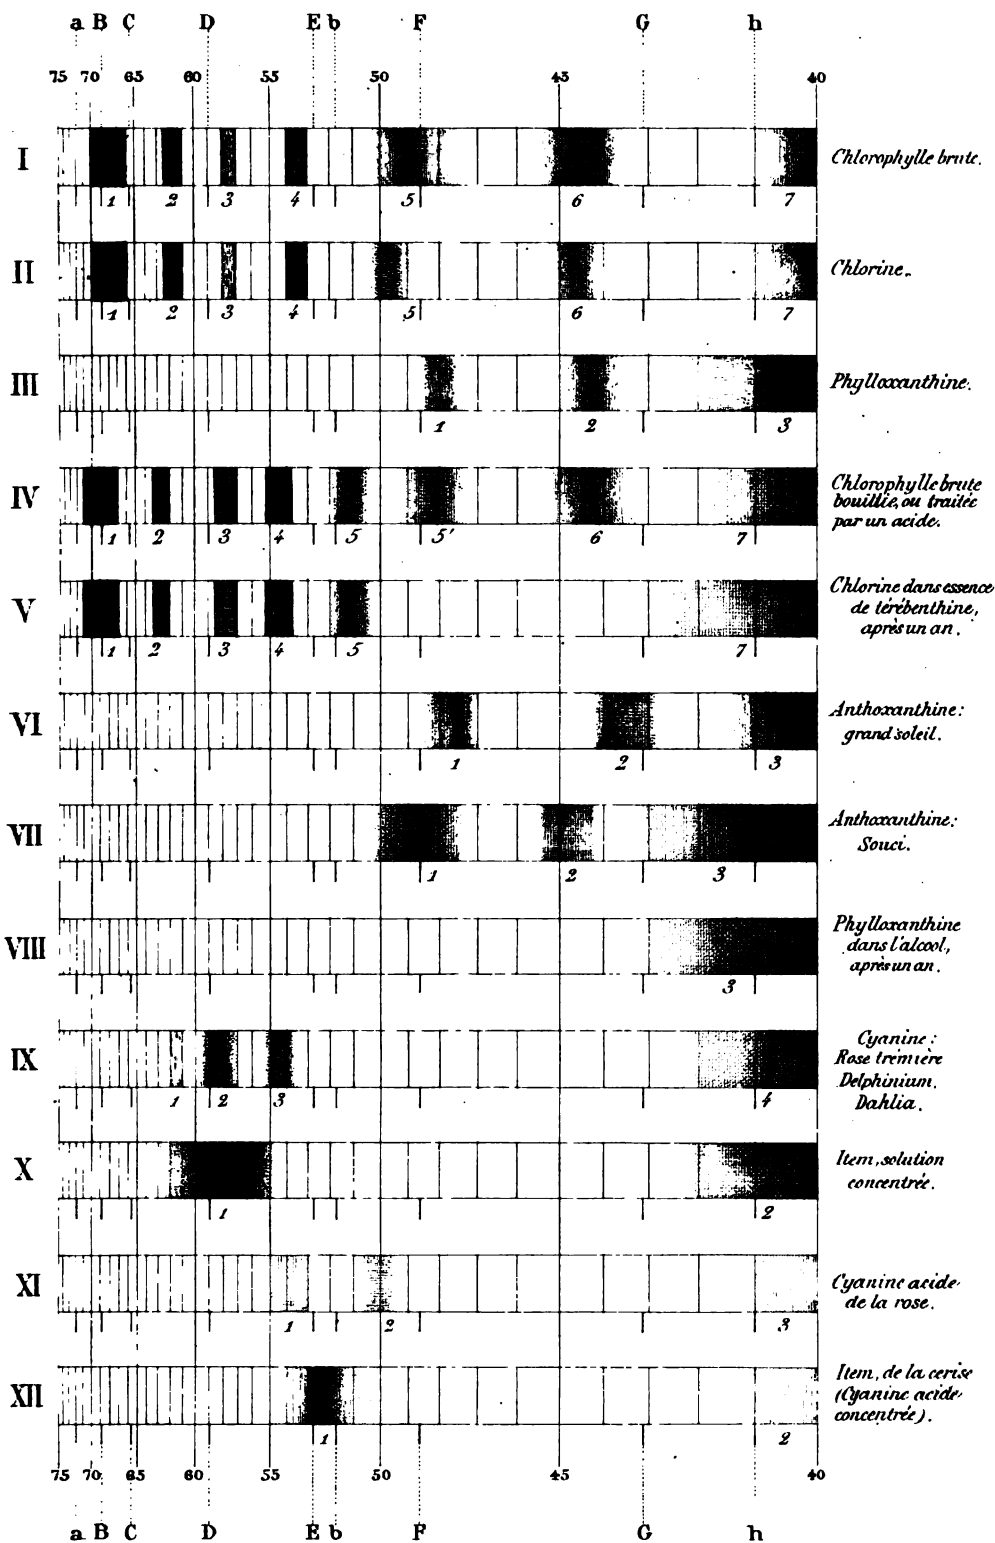 a B C D E b F G h
75 70 65 60 55 50 45 40
I Chlorophylle brute.
1 2 3 4 5 6 7
II Chlorine.
1 2 3 4 5 6 7
III Phylloxanthine.
1 2 3
IV Chlorophylle brute
bouillie, ou traitée
par un acide.
1 2 3 4 5 5' 6 7
V Chlorine dans essence
de térébenthine,
après un an.
1 2 3 4 5 7
VI Anthoxanthine:
grand soleil.
1 2 3
VII Anthoxanthine:
Souci.
1 2 3
VIII Phylloxanthine
dans l'alcool,
après un an.
3
IX Cyanine:
Rose trémière
Delphinium.
Dahlia.
1 2 3 4
X Item, solution
concentrée.
1 2
XI Cyanine acide
de la rose.
1 2 3
XII Item, de la cerise
(Cyanine acide
concentrée).
1 2
75 70 65 60 55 50 45 40
a B C D E b F G h